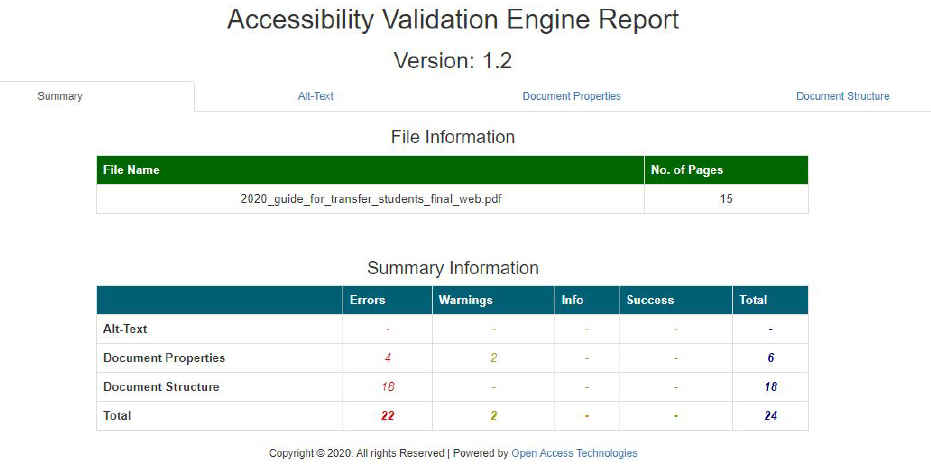 Accessibility Validation Engine Report
Version: 1.2
Summary Alt-Text Document Properties Document Structure
File Information
File Name No. of Pages
2020_guide_for_transfer_students_final_web.pdf 15
Summary Information
Errors Warnings Info Success Total
Alt-Text - - - - -
Document Properties 4 2 - - 6
Document Structure 18 - - - 18
Total 22 2 - - 24
Copyright © 2020. All rights Reserved | Powered by Open Access Technologies